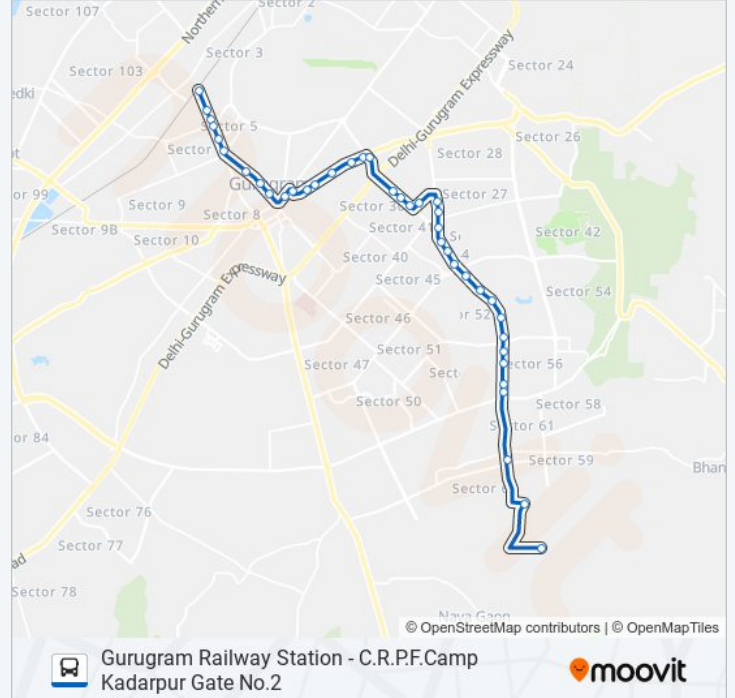 Sector 107
Sector 2
Northern
Sector 3
Sector 103
Sector 24
Delhi-Gurugram Expressway
Sector 5
Sector
Sector 26
Sector 28
Gurugram
Sector 27
99
Sector 9
Sector 8
Sector 9B
Sector 10
Sector 42
Sector 40
Sector 45
Delhi-Gurugram Expressway
Sector 54
Sector 46
Sector 51
Sector 47
Sector 56
Sector 50
Sector 58
Sector 61
or 84
Sector 59
Bhan
Sector 76
Sector 77
ad
Sector 78
Naya Gaon
© OpenStreetMap contributors | © OpenMapTiles
Gurugram Railway Station - C.R.P.F.Camp
Kadarpur Gate No.2
moovit